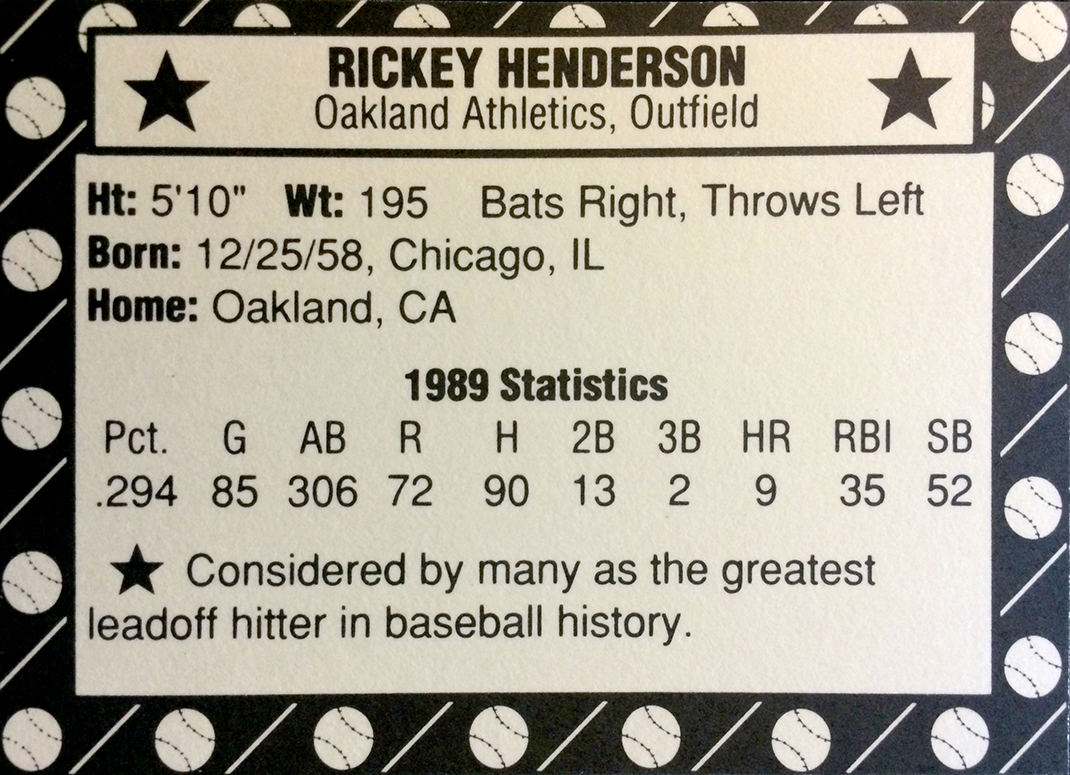 RICKEY HENDERSON
Oakland Athletics, Outfield
Ht: 5'10" Wt: 195 Bats Right, Throws Left
Born: 12/25/58, Chicago, IL
Home: Oakland, CA
1989 Statistics
Pct. G AB R H 2B 3B HR RBI SB
.294 85 306 72 90 13 2 9 35 52
★ Considered by many as the greatest
leadoff hitter in baseball history.